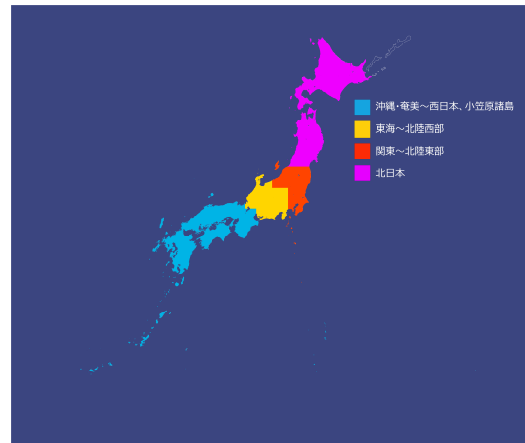 沖縄・奄美～西日本、小笠原諸島
東海～北陸西部
関東～北陸東部
北日本